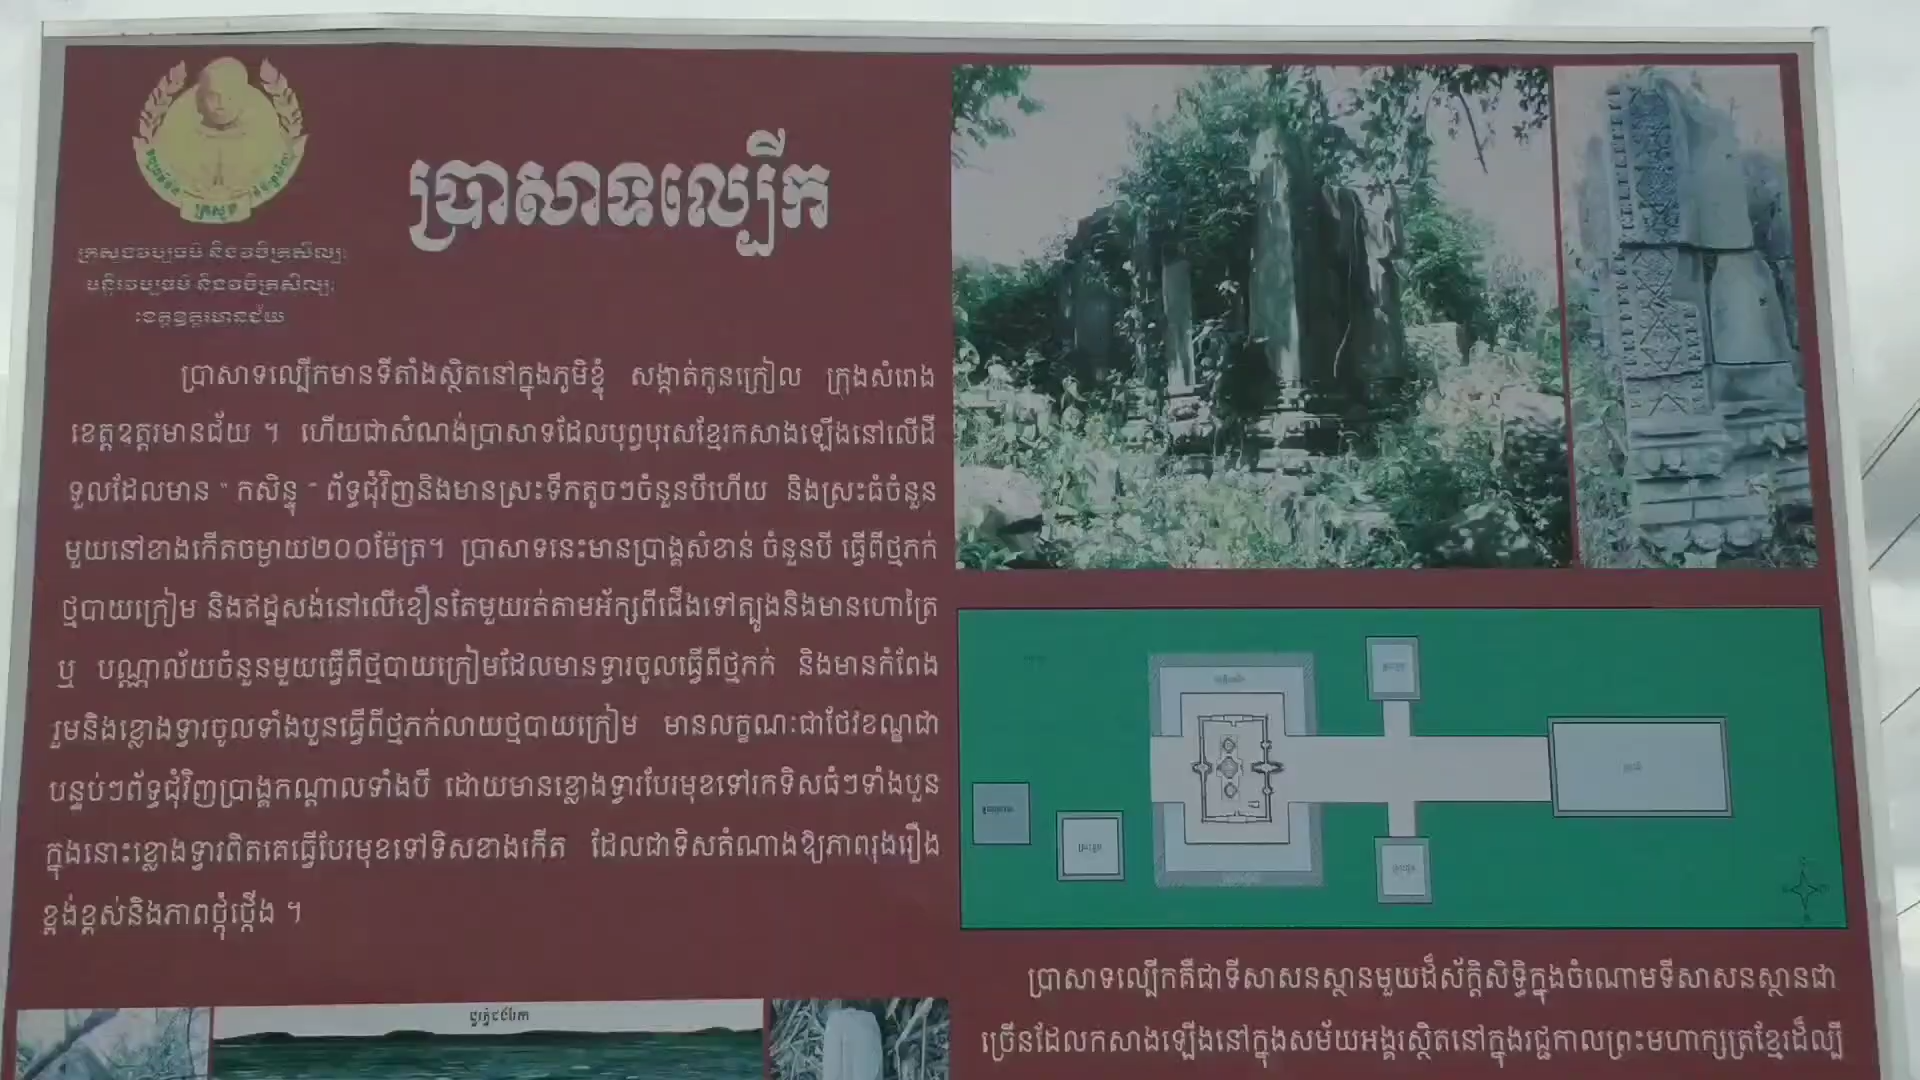 ប្រាសាទល្បើក
ក្រសួងវប្បធម៌ និងវិចិត្រសិល្បៈ
មន្ទីរវប្បធម៌ និងវិចិត្រសិល្បៈ
ខេត្តឧត្តរមានជ័យ
ប្រាសាទល្បើកមានទីតាំងស្ថិតនៅក្នុងភូមិខ្ទុំ សង្កាត់កូនក្រៀល ក្រុងសំរោង
ខេត្តឧត្តរមានជ័យ ។ ហើយជាសំណង់ប្រាសាទដែលបុព្វបុរសខ្មែរកសាងឡើងនៅលើដី
ទួលដែលមាន " កសិន្ធុ " ព័ទ្ធជុំវិញនិងមានស្រះទឹកតូចៗចំនួនបីហើយ និងស្រះធំចំនួន
មួយនៅខាងកើតចម្ងាយ២០០ម៉ែត្រ។ ប្រាសាទនេះមានប្រាង្គសំខាន់ ចំនួនបី ធ្វើពីថ្មភក់
ថ្មបាយក្រៀម និងឥដ្ឋសង់នៅលើខឿនតែមួយរត់តាមអ័ក្សពីជើងទៅត្បូងនិងមានហោត្រៃ
ឬ បណ្ណាល័យចំនួនមួយធ្វើពីថ្មបាយក្រៀមដែលមានទ្វារចូលធ្វើពីថ្មភក់ និងមានកំពែង
រួមនិងខ្លោងទ្វារចូលទាំងបួនធ្វើពីថ្មភក់លាយថ្មបាយក្រៀម មានលក្ខណៈជាថែវខណ្ឌជា
បន្ទប់ៗព័ទ្ធជុំវិញប្រាង្គកណ្តាលទាំងបី ដោយមានខ្លោងទ្វារបែរមុខទៅរកទិសធំៗទាំងបួន
ក្នុងនោះខ្លោងទ្វារពិតគេធ្វើបែរមុខទៅទិសខាងកើត ដែលជាទិសតំណាងឱ្យភាពរុងរឿង
ខ្ពង់ខ្ពស់និងភាពថ្កុំថ្កើង ។
ប្រាសាទល្បើកគឺជាទីសាសនស្ថានមួយដ៏ស័ក្តិសិទ្ធិក្នុងចំណោមទីសាសនស្ថានជា
ច្រើនដែលកសាងឡើងនៅក្នុងសម័យអង្គរស្ថិតនៅក្នុងរជ្ជកាលព្រះមហាក្សត្រខ្មែរដ៏ល្បី